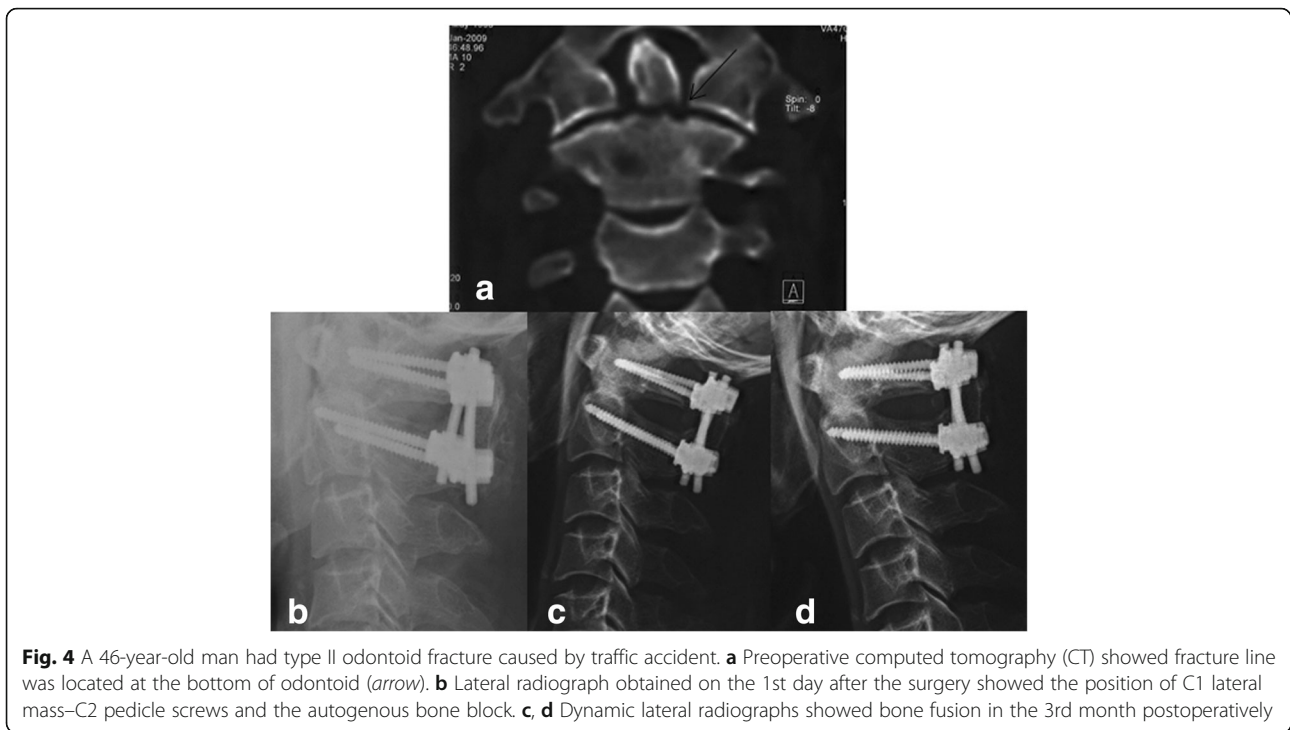 Jan-2009
46:48.96
R 2
Spin: 0
Tilt: -8
a
A
b
c
d
Fig. 4 A 46-year-old man had type II odontoid fracture caused by traffic accident. a Preoperative computed tomography (CT) showed fracture line
was located at the bottom of odontoid (arrow). b Lateral radiograph obtained on the 1st day after the surgery showed the position of C1 lateral
mass–C2 pedicle screws and the autogenous bone block. c, d Dynamic lateral radiographs showed bone fusion in the 3rd month postoperatively